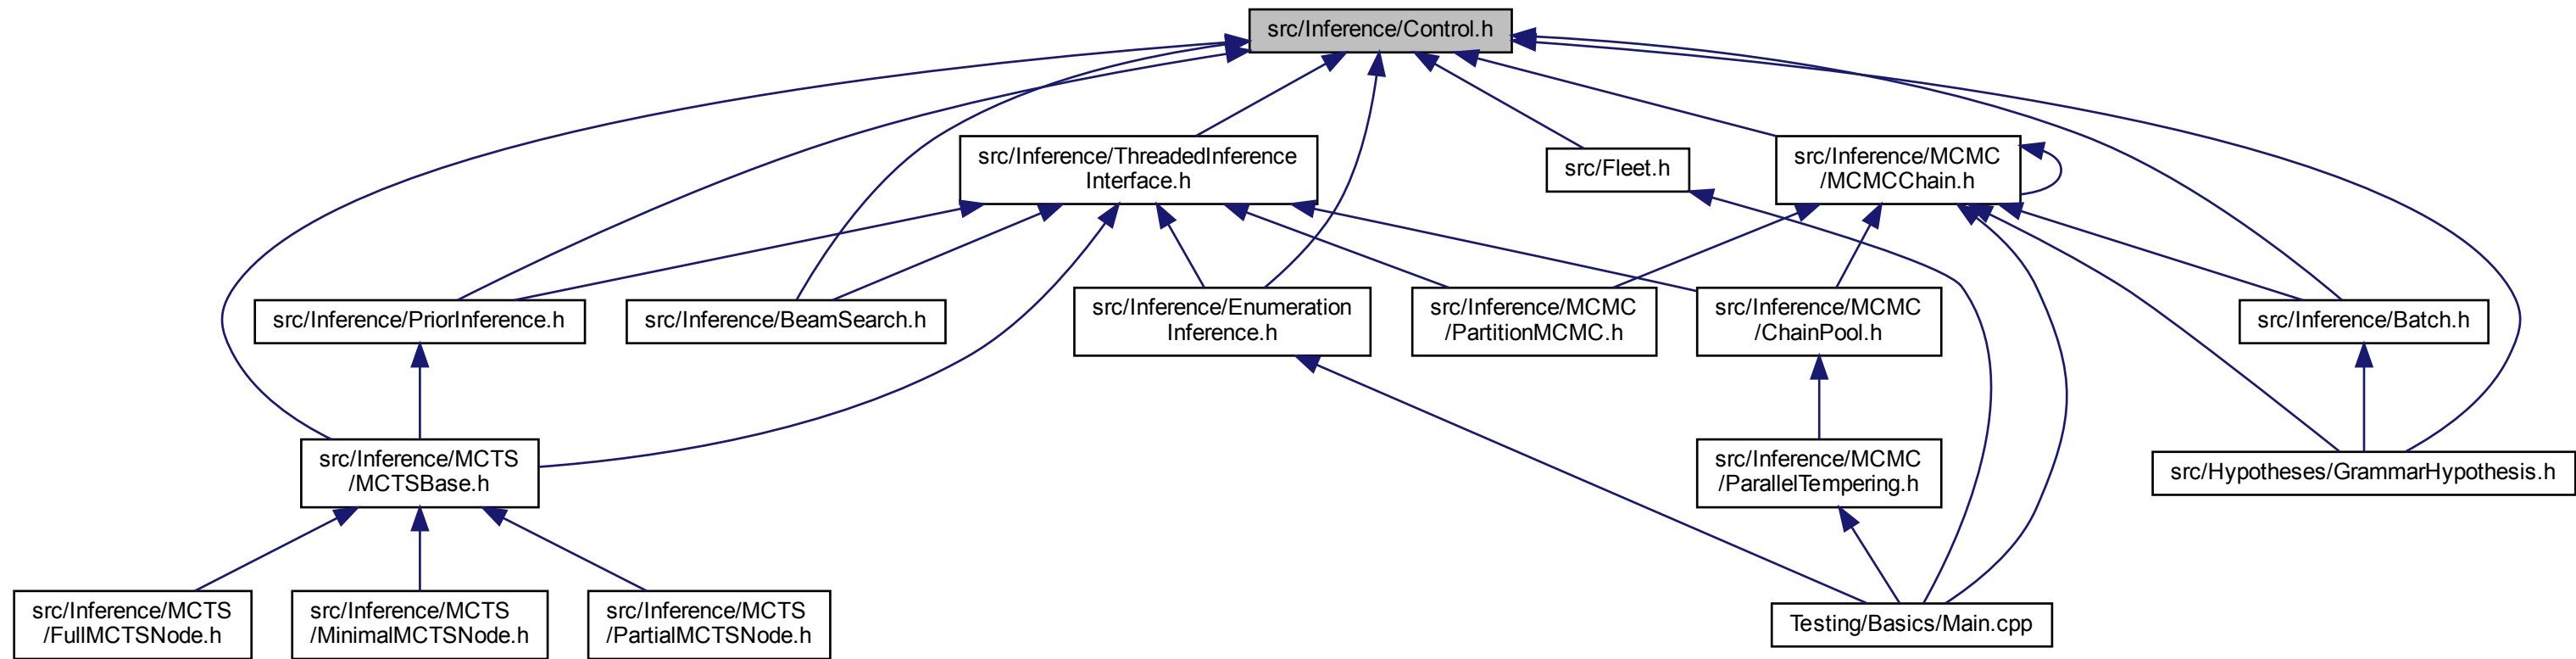 src/Inference/Control.h
src/Inference/ThreadedInference
Interface.h
src/Fleet.h
src/Inference/MCMC
/MCMCChain.h
src/Inference/PriorInference.h
src/Inference/BeamSearch.h
src/Inference/Enumeration
Inference.h
src/Inference/MCMC
/PartitionMCMC.h
src/Inference/MCMC
/ChainPool.h
src/Inference/Batch.h
src/Inference/MCTS
/MCTSBase.h
src/Inference/MCMC
/ParallelTempering.h
src/Hypotheses/GrammarHypothesis.h
src/Inference/MCTS
/FullMCTSNode.h
src/Inference/MCTS
/MinimalMCTSNode.h
src/Inference/MCTS
/PartialMCTSNode.h
Testing/Basics/Main.cpp